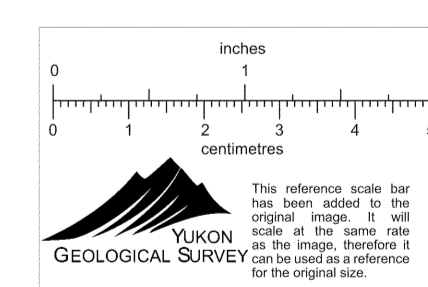 inches
0 1
0 1 2 3 4
centimetres
YUKON
GEOLOGICAL SURVEY
This reference scale bar
has been added to the
original image. It will
scale at the same rate
as the image, therefore it
can be used as a reference
for the original size.